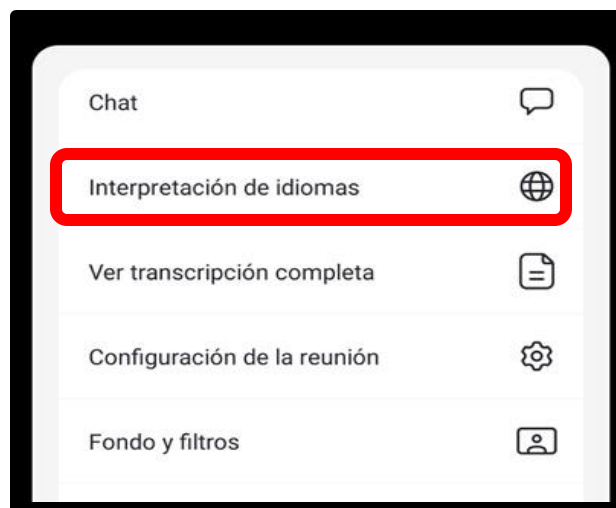 Chat
Interpretación de idiomas
Ver transcripción completa
Configuración de la reunión
Fondo y filtros